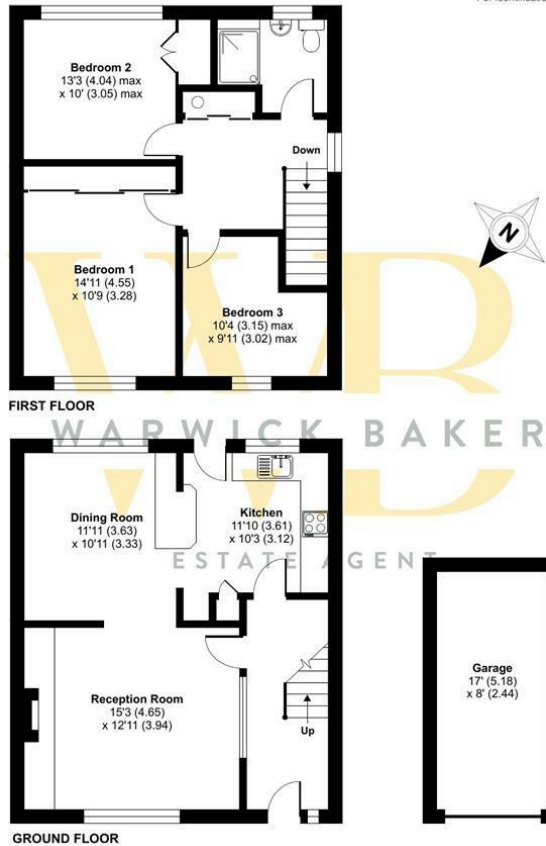 Bedroom 2
13'3 (4.04) max
x 10' (3.05) max
Down
N
Bedroom 1
14'11 (4.55)
x 10'9 (3.28)
Bedroom 3
10'4 (3.15) max
x 9'11 (3.02) max
WB
FIRST FLOOR
WARWICK BAKER
ESTATE AGENT
Dining Room
11'11 (3.63)
x 10'11 (3.33)
Kitchen
11'10 (3.61)
x 10'3 (3.12)
Reception Room
15'3 (4.65)
x 12'11 (3.94)
Up
Garage
17' (5.18)
x 8' (2.44)
GROUND FLOOR